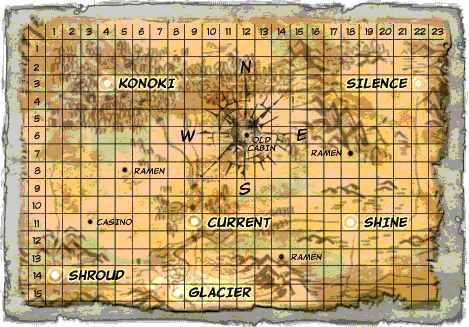 1 2 3 4 5 6 7 8 9 10 11 12 13 14 15 16 17 18 19 20 21 22 23
1
2
N
3
KONOKI SILENCE
4
5
6
W E
OLD
CABIN
7
RAMEN
8
RAMEN
9
S
10
11
CASINO CURRENT SHINE
12
13
RAMEN
14
SHROUD
15
GLACIER